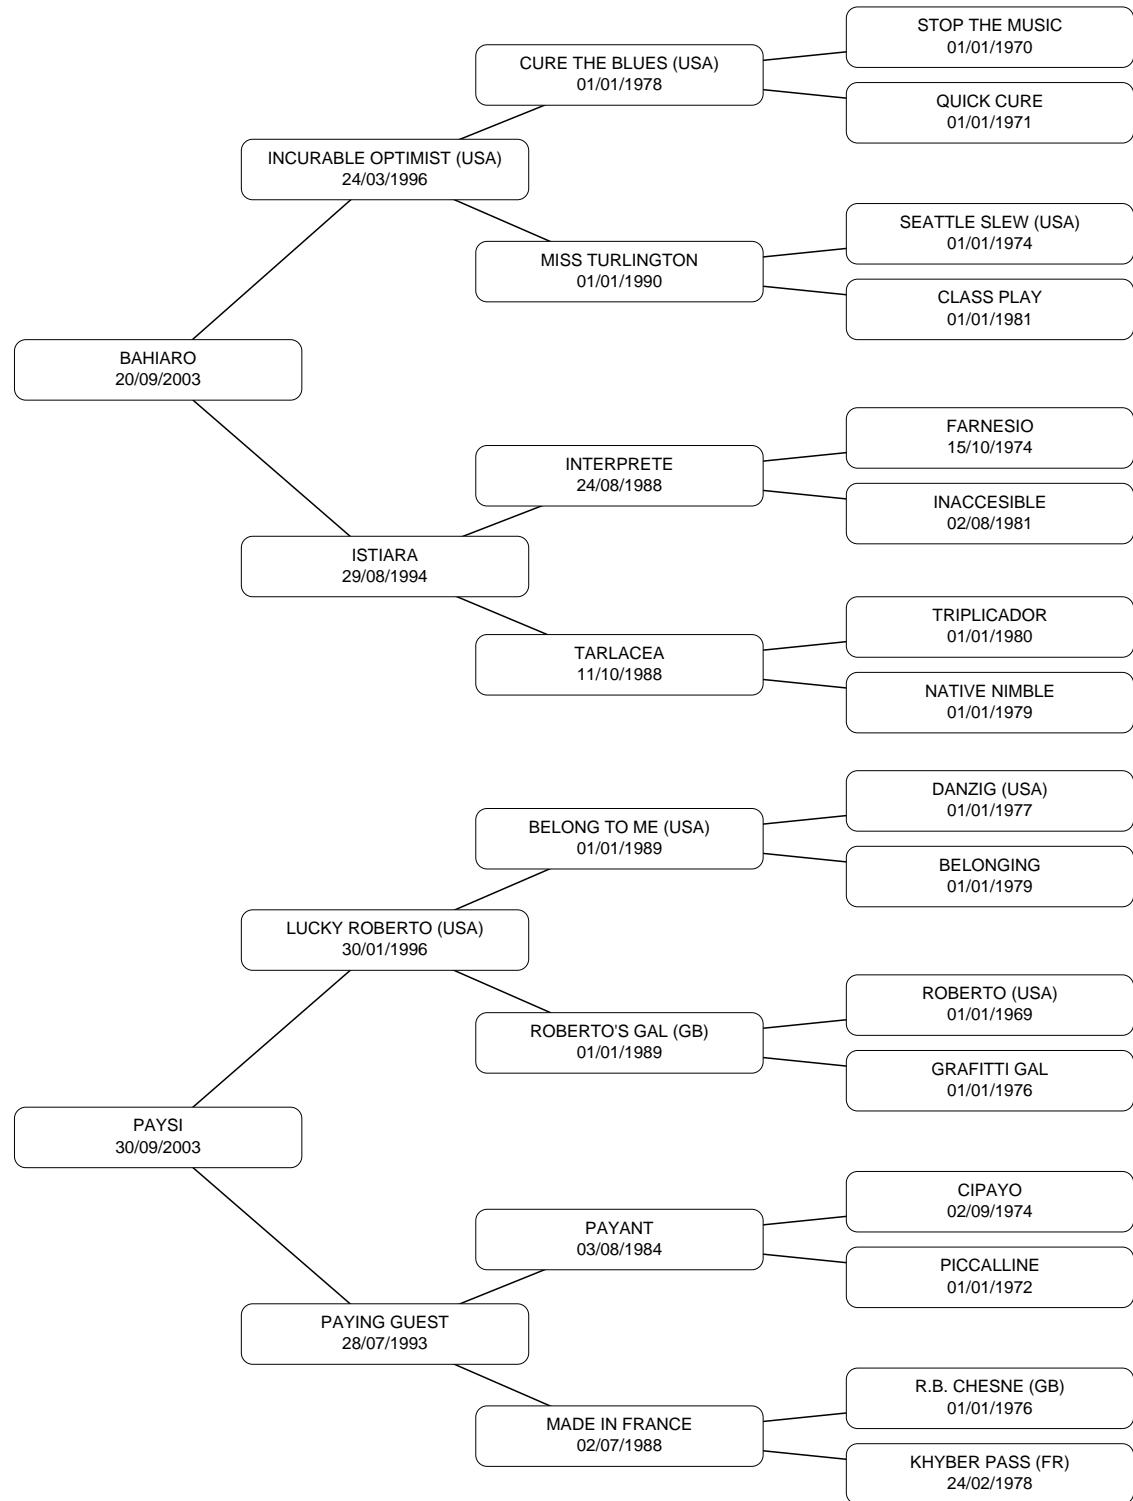 STOP THE MUSIC
01/01/1970
CURE THE BLUES (USA)
01/01/1978
QUICK CURE
01/01/1971
INCURABLE OPTIMIST (USA)
24/03/1996
SEATTLE SLEW (USA)
01/01/1974
MISS TURLINGTON
01/01/1990
CLASS PLAY
01/01/1981
BAHIARO
20/09/2003
FARNESIO
15/10/1974
INTERPRETE
24/08/1988
INACCESIBLE
02/08/1981
ISTIARA
29/08/1994
TRIPLICADOR
01/01/1980
TARLACEA
11/10/1988
NATIVE NIMBLE
01/01/1979
DANZIG (USA)
01/01/1977
BELONG TO ME (USA)
01/01/1989
BELONGING
01/01/1979
LUCKY ROBERTO (USA)
30/01/1996
ROBERTO (USA)
01/01/1969
ROBERTO'S GAL (GB)
01/01/1989
GRAFITTI GAL
01/01/1976
PAYSI
30/09/2003
CIPAYO
02/09/1974
PAYANT
03/08/1984
PICCALLINE
01/01/1972
PAYING GUEST
28/07/1993
R.B. CHESNE (GB)
01/01/1976
MADE IN FRANCE
02/07/1988
KHYBER PASS (FR)
24/02/1978